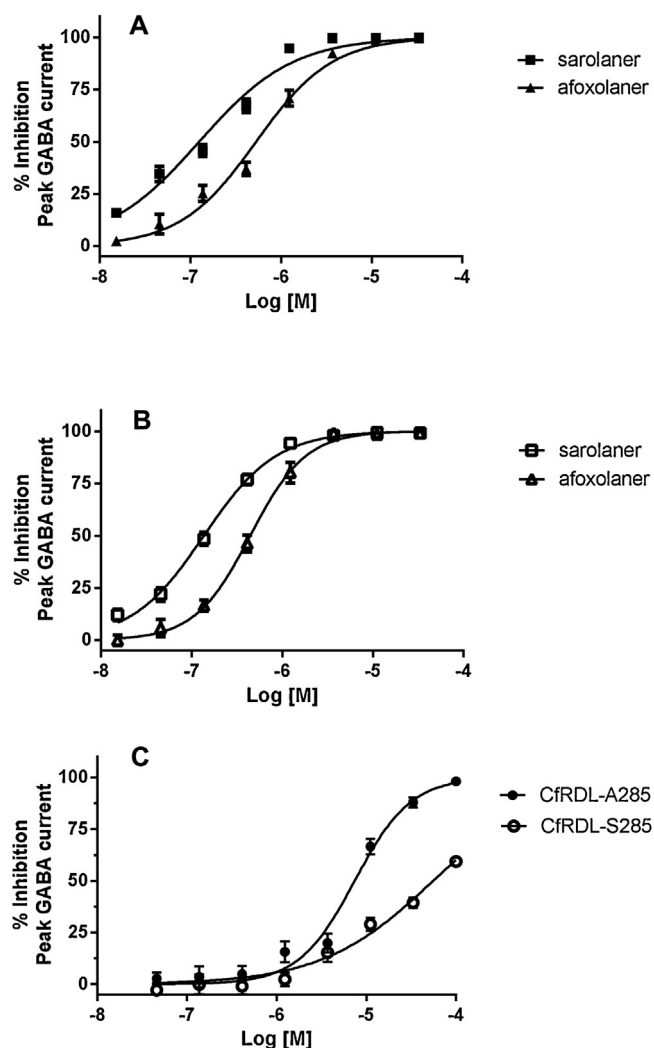 A
100
75
50
25
0
% Inhibition
Peak GABA current
-8 -7 -6 -5 -4
Log [M]
sarolaner
afoxolaner
B
100
75
50
25
0
% Inhibition
Peak GABA current
-8 -7 -6 -5 -4
Log [M]
sarolaner
afoxolaner
C
100
75
50
25
0
% Inhibition
Peak GABA current
-8 -7 -6 -5 -4
Log [M]
CfRDL-A285
CfRDL-S285